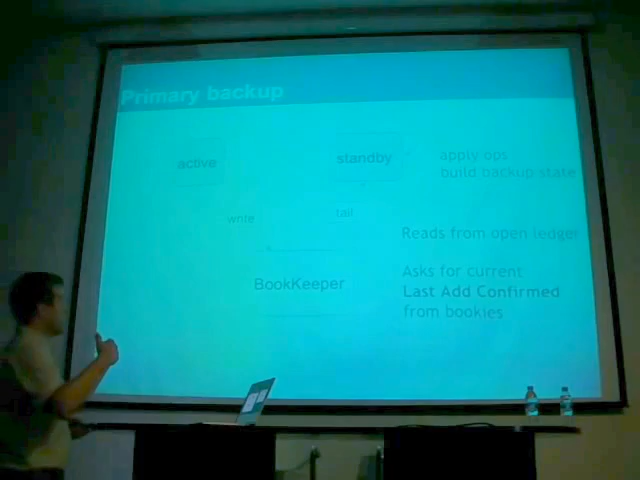 Primary backup
active
standby
apply ops
build backup state
write
tail
Reads from open ledger
BookKeeper
Asks for current
Last Add Confirmed
from bookies